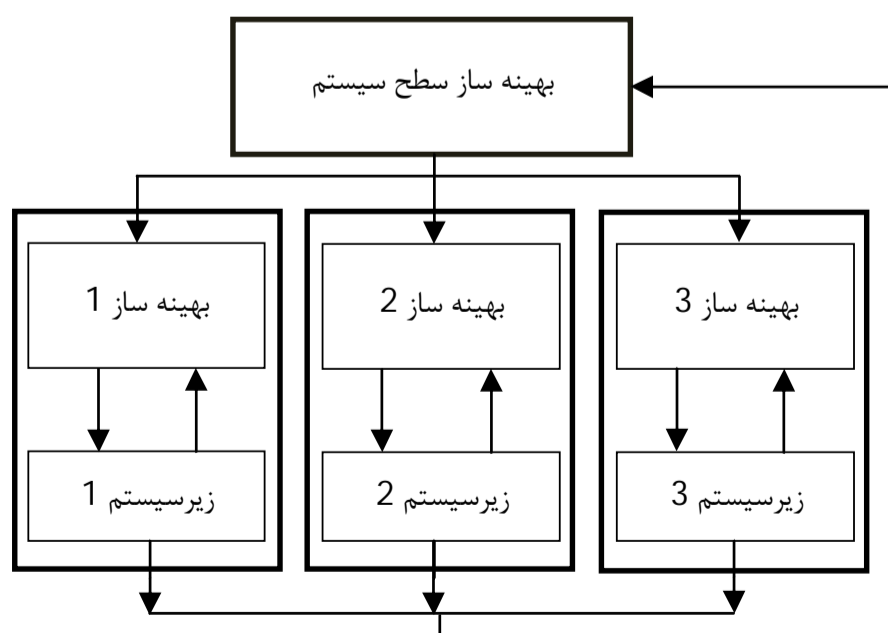 بهینه ساز سطح سیستم
بهینه ساز 1
بهینه ساز 2
بهینه ساز 3
زیرسیستم 1
زیرسیستم 2
زیرسیستم 3